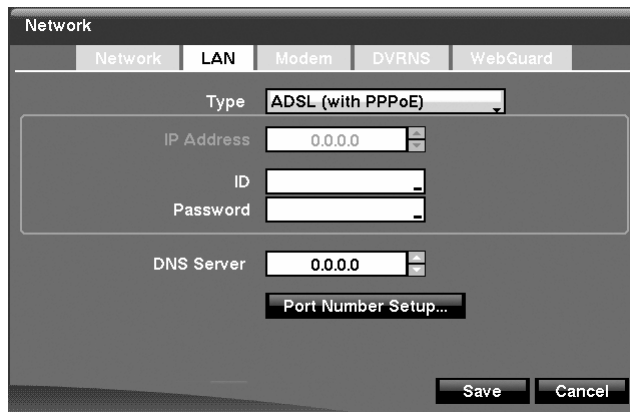 Network
Network LAN Modem DVRNS WebGuard
Type ADSL (with PPPoE)
IP Address 0.0.0.0
ID
Password
DNS Server 0.0.0.0
Port Number Setup...
Save Cancel